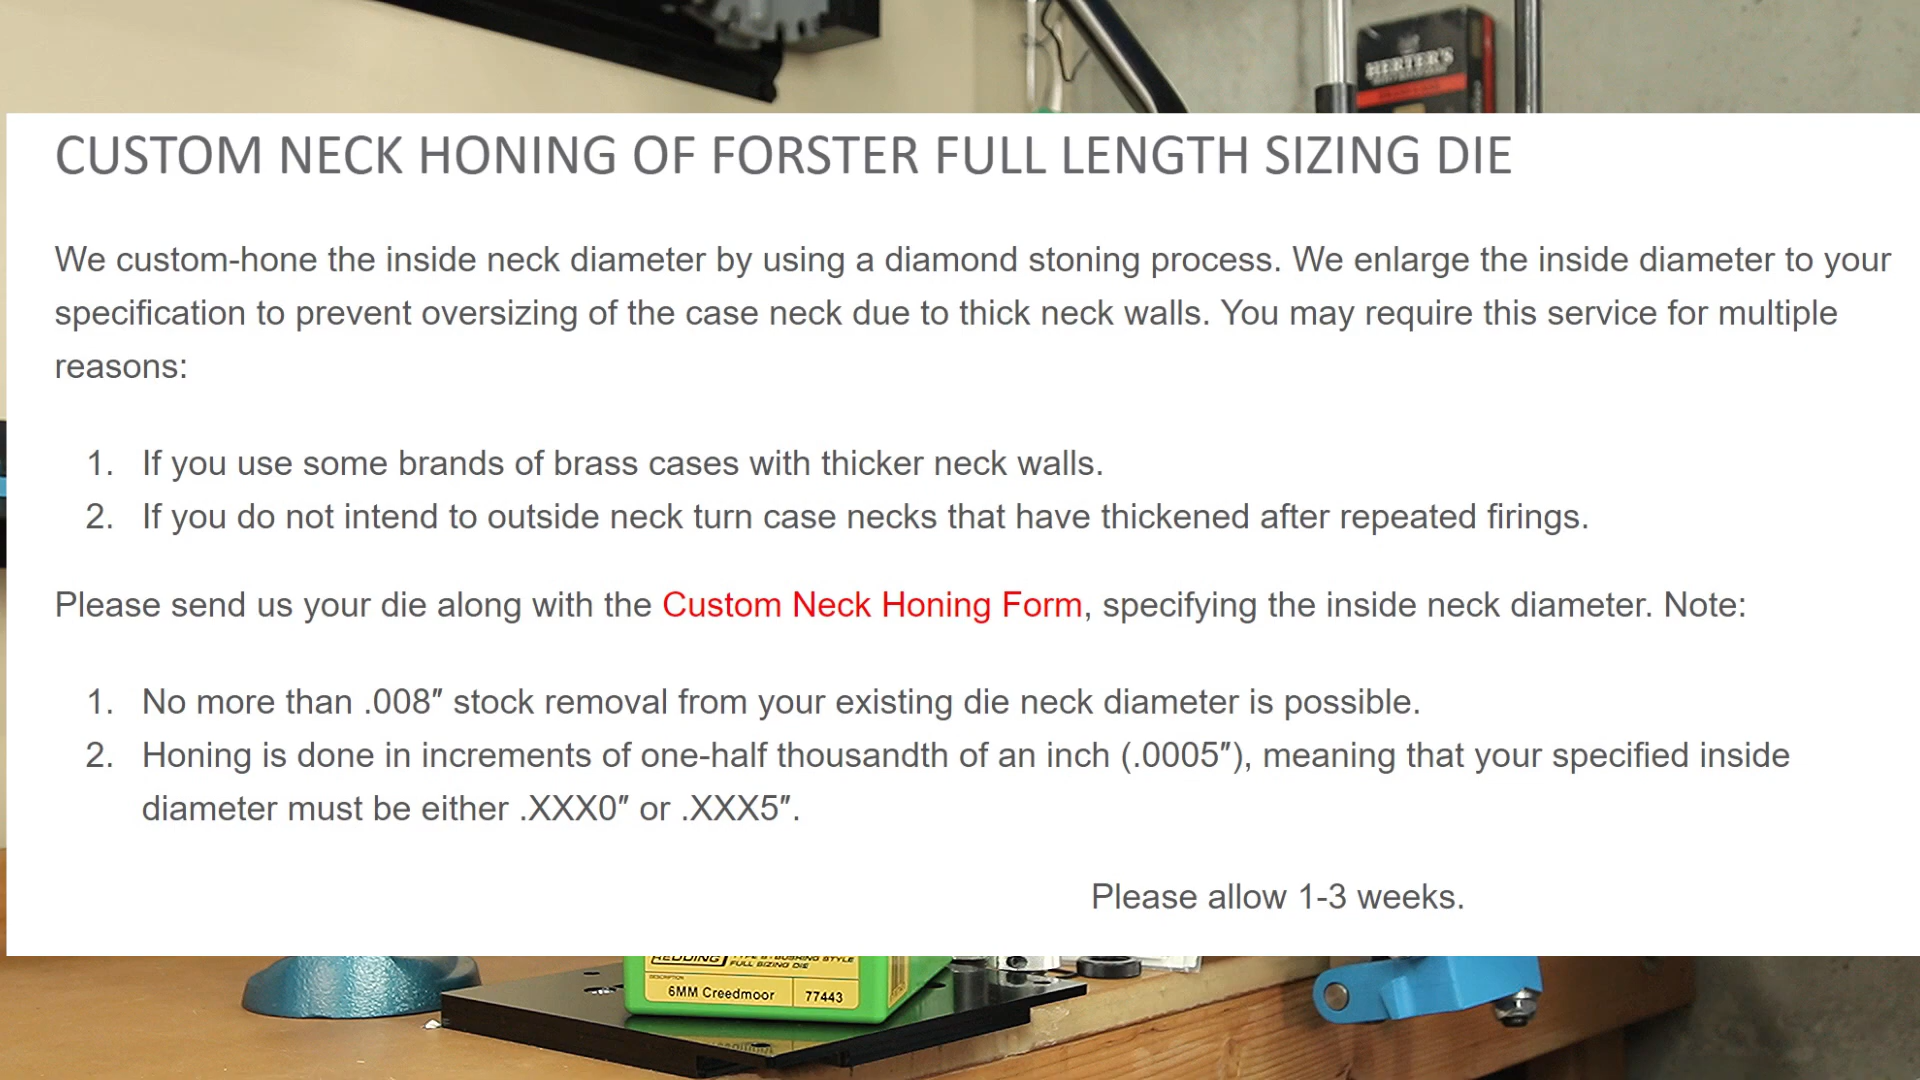 HERTER'S
CUSTOM NECK HONING OF FORSTER FULL LENGTH SIZING DIE
We custom-hone the inside neck diameter by using a diamond stoning process. We enlarge the inside diameter to your
specification to prevent oversizing of the case neck due to thick neck walls. You may require this service for multiple
reasons:
1. If you use some brands of brass cases with thicker neck walls.
2. If you do not intend to outside neck turn case necks that have thickened after repeated firings.
Please send us your die along with the Custom Neck Honing Form, specifying the inside neck diameter. Note:
1. No more than .008″ stock removal from your existing die neck diameter is possible.
2. Honing is done in increments of one-half thousandth of an inch (.0005″), meaning that your specified inside
diameter must be either .XXX0″ or .XXX5″.
Please allow 1-3 weeks.
REDDING
BUSHING STYLE
FULL SIZING DIE
DESCRIPTION
6MM Creedmoor 77443